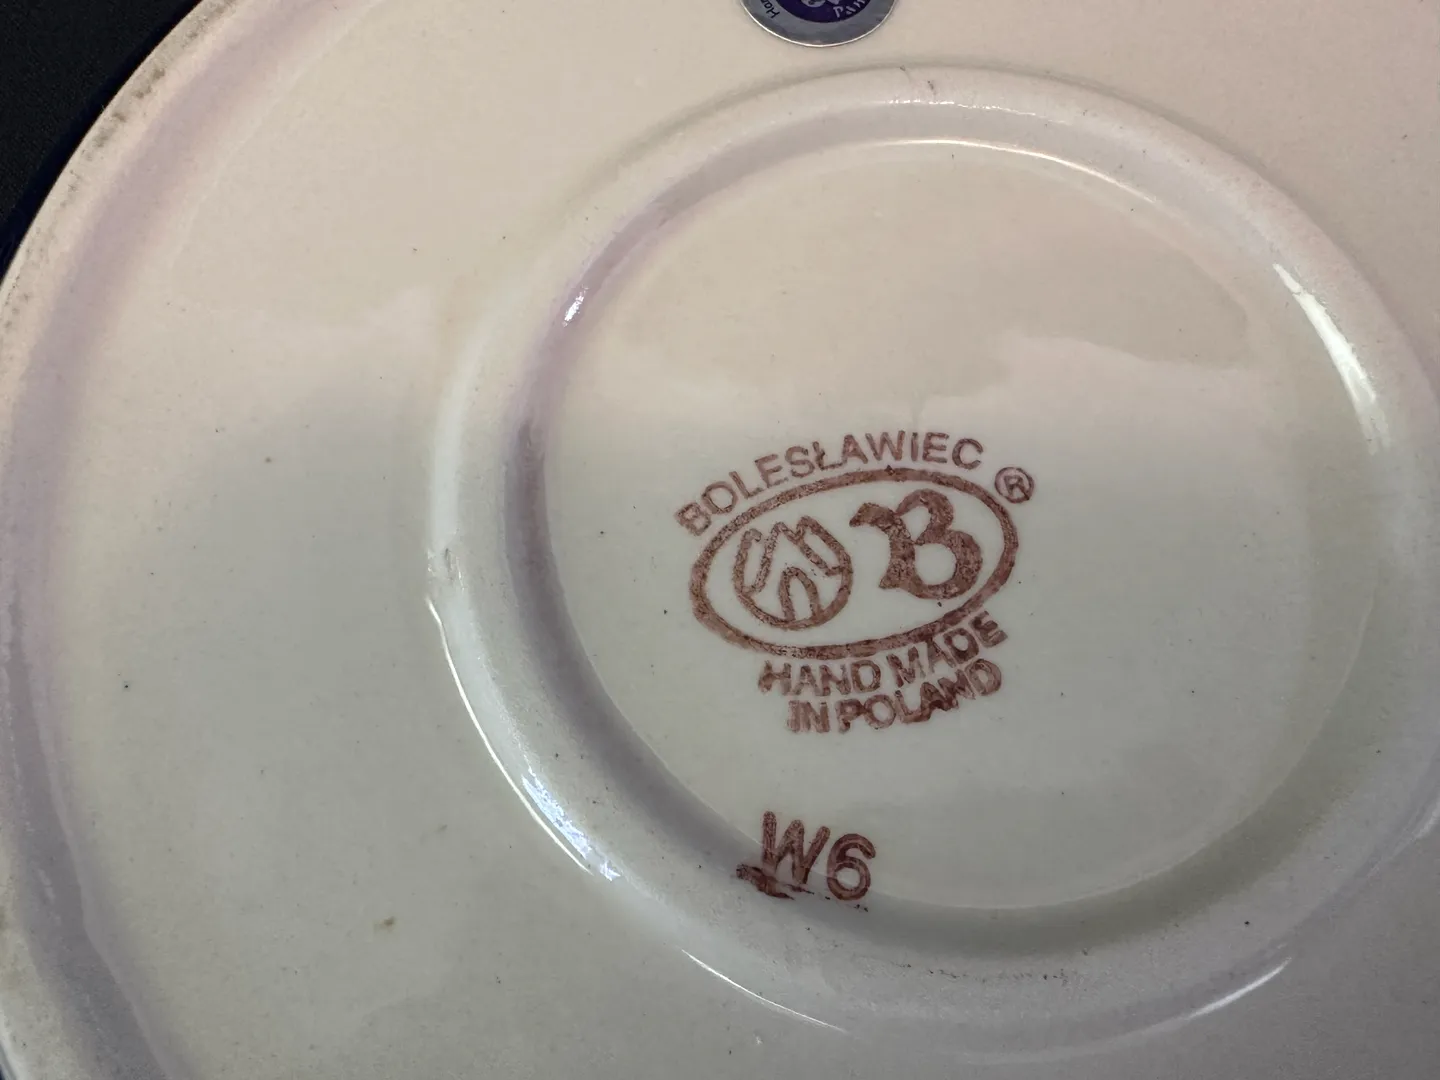 BOLESŁAWIEC
®
B
HAND MADE
IN POLAND
W6